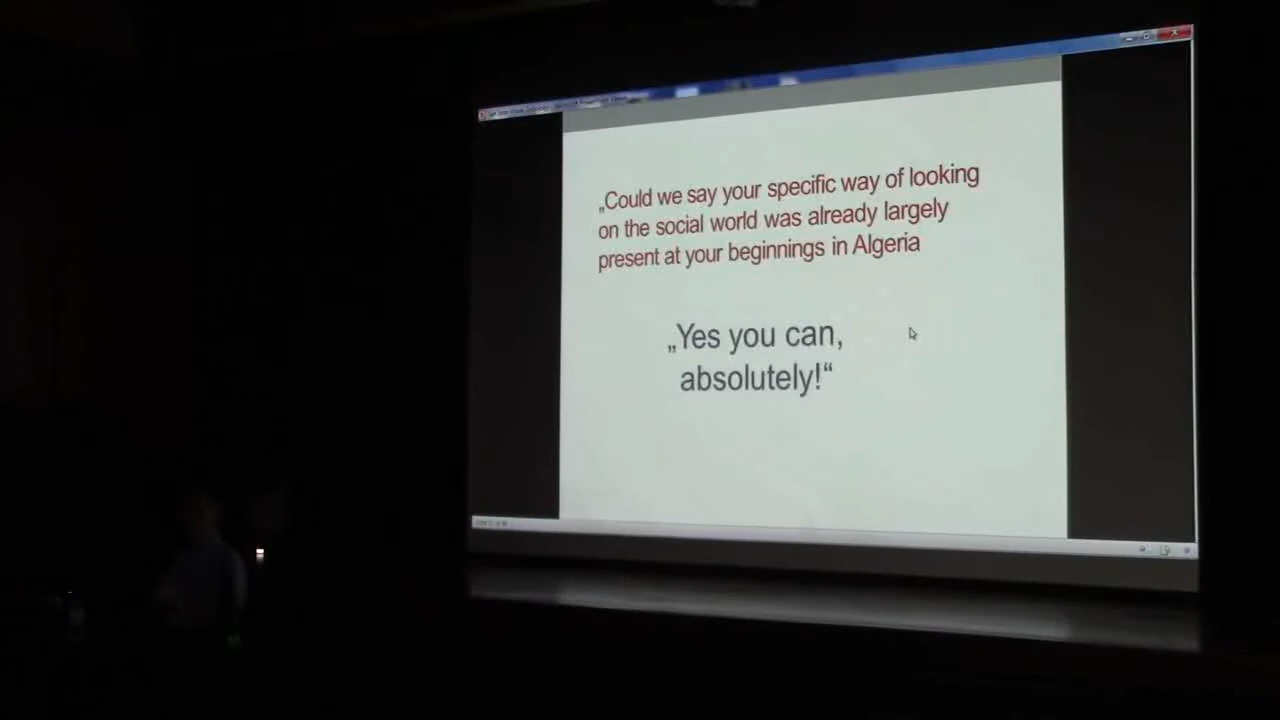 „Could we say your specific way of looking
on the social world was already largely
present at your beginnings in Algeria
„Yes you can,
absolutely!“